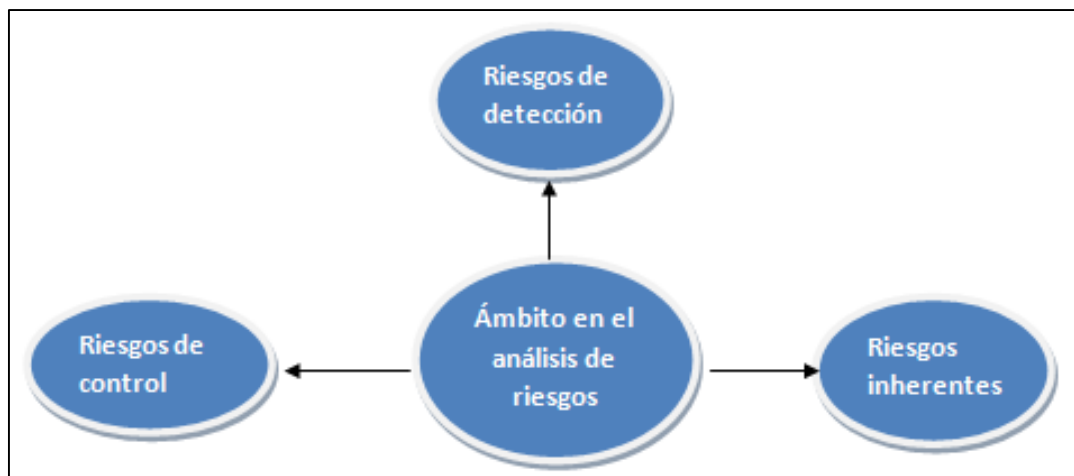 Riesgos de
detección
Ámbito en el
análisis de
riesgos
Riesgos de
control
Riesgos
inherentes